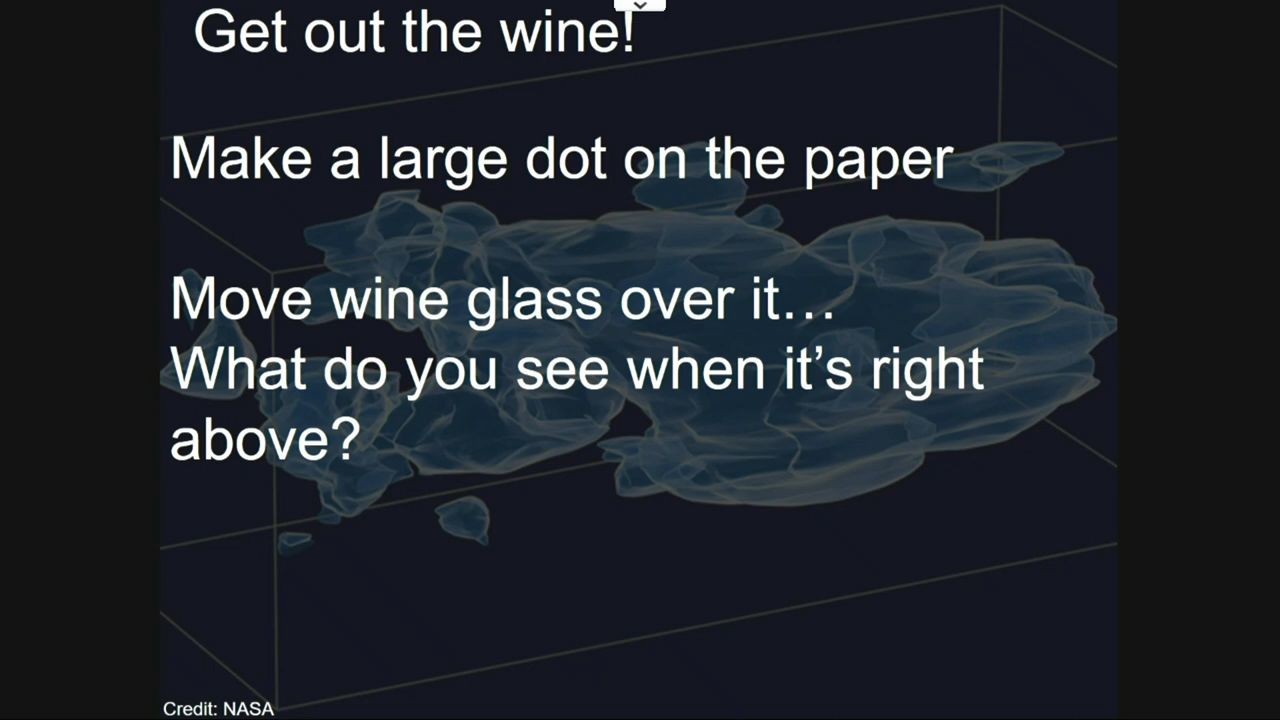 Get out the wine!
Make a large dot on the paper
Move wine glass over it…
What do you see when it’s right
above?
Credit: NASA